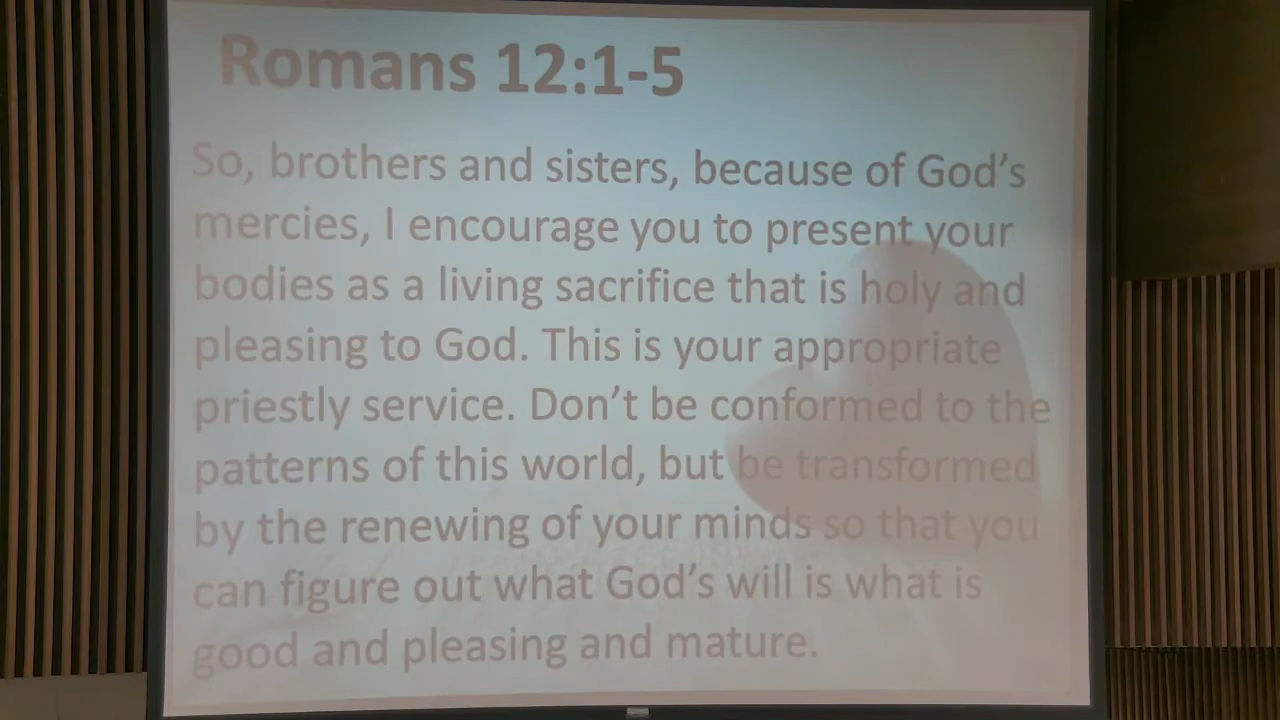 Romans 12:1-5
So, brothers and sisters, because of God's
mercies, I encourage you to present your
bodies as a living sacrifice that is holy and
pleasing to God. This is your appropriate
priestly service. Don't be conformed to the
patterns of this world, but be transformed
by the renewing of your minds so that you
can figure out what God's will is what is
good and pleasing and mature.